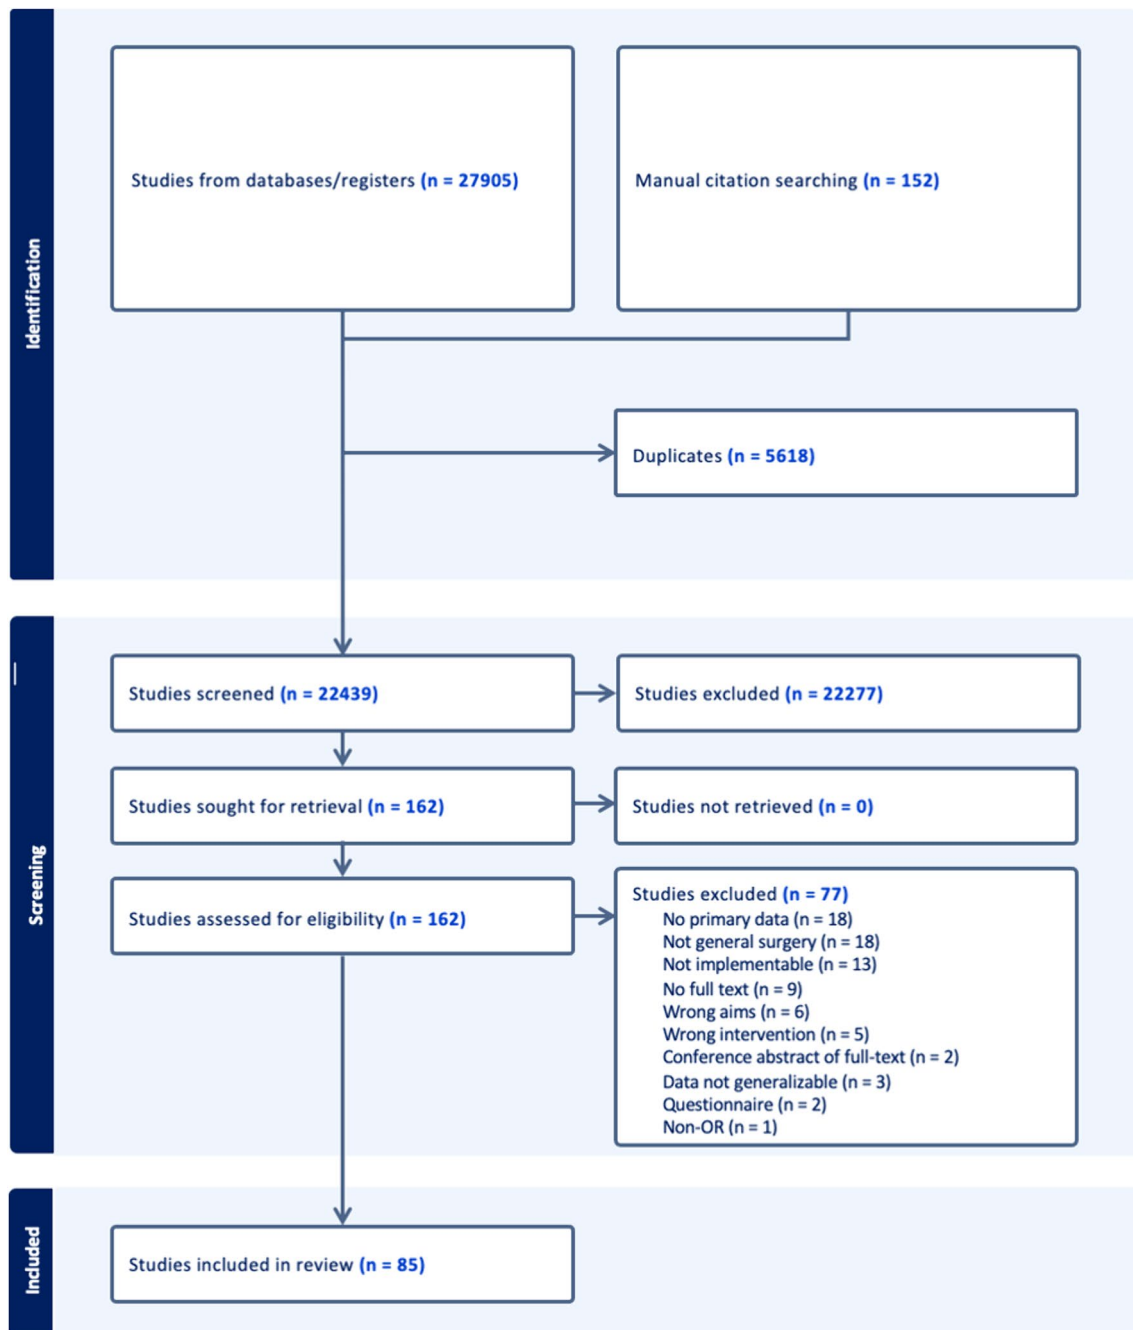 Identification
Studies from databases/registers (n = 27905)
Manual citation searching (n = 152)
Duplicates (n = 5618)
Screening
Studies screened (n = 22439)
Studies excluded (n = 22277)
Studies sought for retrieval (n = 162)
Studies not retrieved (n = 0)
Studies assessed for eligibility (n = 162)
Studies excluded (n = 77)
No primary data (n = 18)
Not general surgery (n = 18)
Not implementable (n = 13)
No full text (n = 9)
Wrong aims (n = 6)
Wrong intervention (n = 5)
Conference abstract of full-text (n = 2)
Data not generalizable (n = 3)
Questionnaire (n = 2)
Non-OR (n = 1)
Included
Studies included in review (n = 85)